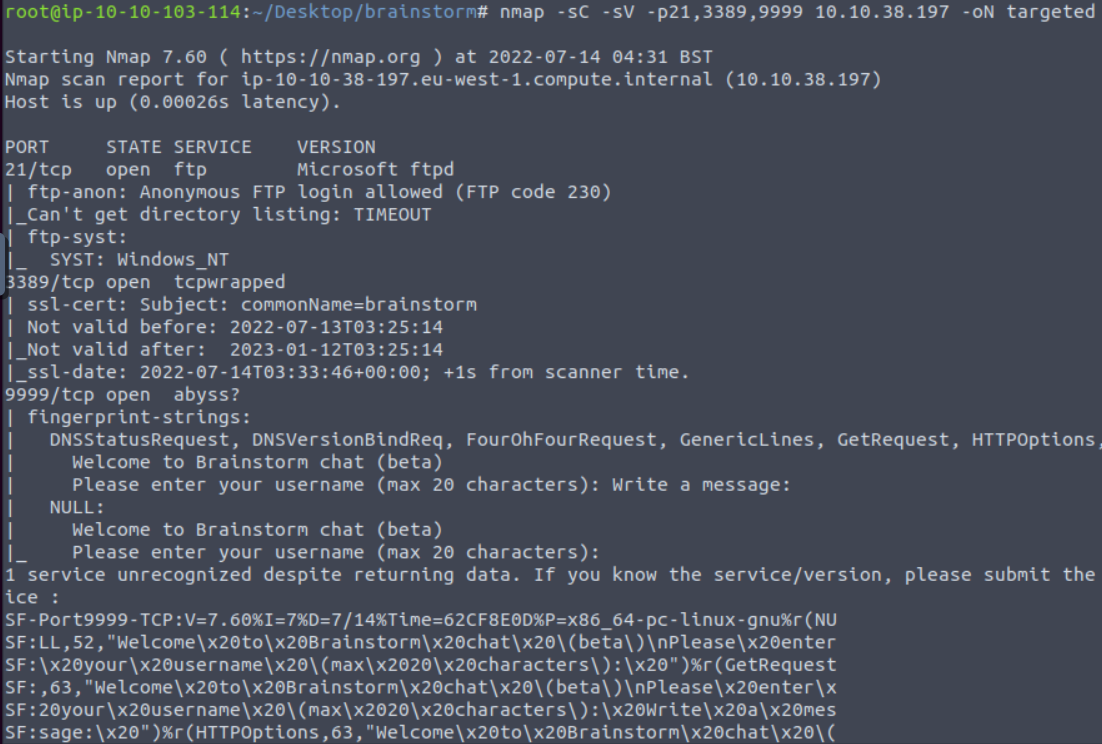 root@ip-10-10-103-114:~/Desktop/brainstorm# nmap -sC -sV -p21,3389,9999 10.10.38.197 -oN targeted
Starting Nmap 7.60 ( https://nmap.org ) at 2022-07-14 04:31 BST
Nmap scan report for ip-10-10-38-197.eu-west-1.compute.internal (10.10.38.197)
Host is up (0.00026s latency).
PORT     STATE SERVICE    VERSION
21/tcp   open  ftp        Microsoft ftpd
| ftp-anon: Anonymous FTP login allowed (FTP code 230)
|_Can't get directory listing: TIMEOUT
| ftp-syst:
|_  SYST: Windows_NT
3389/tcp open  tcpwrapped
| ssl-cert: Subject: commonName=brainstorm
| Not valid before: 2022-07-13T03:25:14
|_Not valid after:  2023-01-12T03:25:14
|_ssl-date: 2022-07-14T03:33:46+00:00; +1s from scanner time.
9999/tcp open  abyss?
| fingerprint-strings:
|   DNSStatusRequest, DNSVersionBindReq, FourOhFourRequest, GenericLines, GetRequest, HTTPOptions,
|     Welcome to Brainstorm chat (beta)
|     Please enter your username (max 20 characters): Write a message:
|   NULL:
|     Welcome to Brainstorm chat (beta)
|_    Please enter your username (max 20 characters):
1 service unrecognized despite returning data. If you know the service/version, please submit the
ice :
SF-Port9999-TCP:V=7.60%I=7%D=7/14%Time=62CF8E0D%P=x86_64-pc-linux-gnu%r(NU
SF:LL,52,"Welcome\x20to\x20Brainstorm\x20chat\x20\(beta\)\nPlease\x20enter
SF:\x20your\x20username\x20\(max\x2020\x20characters\):\x20")%r(GetRequest
SF:,63,"Welcome\x20to\x20Brainstorm\x20chat\x20\(beta\)\nPlease\x20enter\x
SF:20your\x20username\x20\(max\x2020\x20characters\):\x20Write\x20a\x20mes
SF:sage:\x20")%r(HTTPOptions,63,"Welcome\x20to\x20Brainstorm\x20chat\x20\(